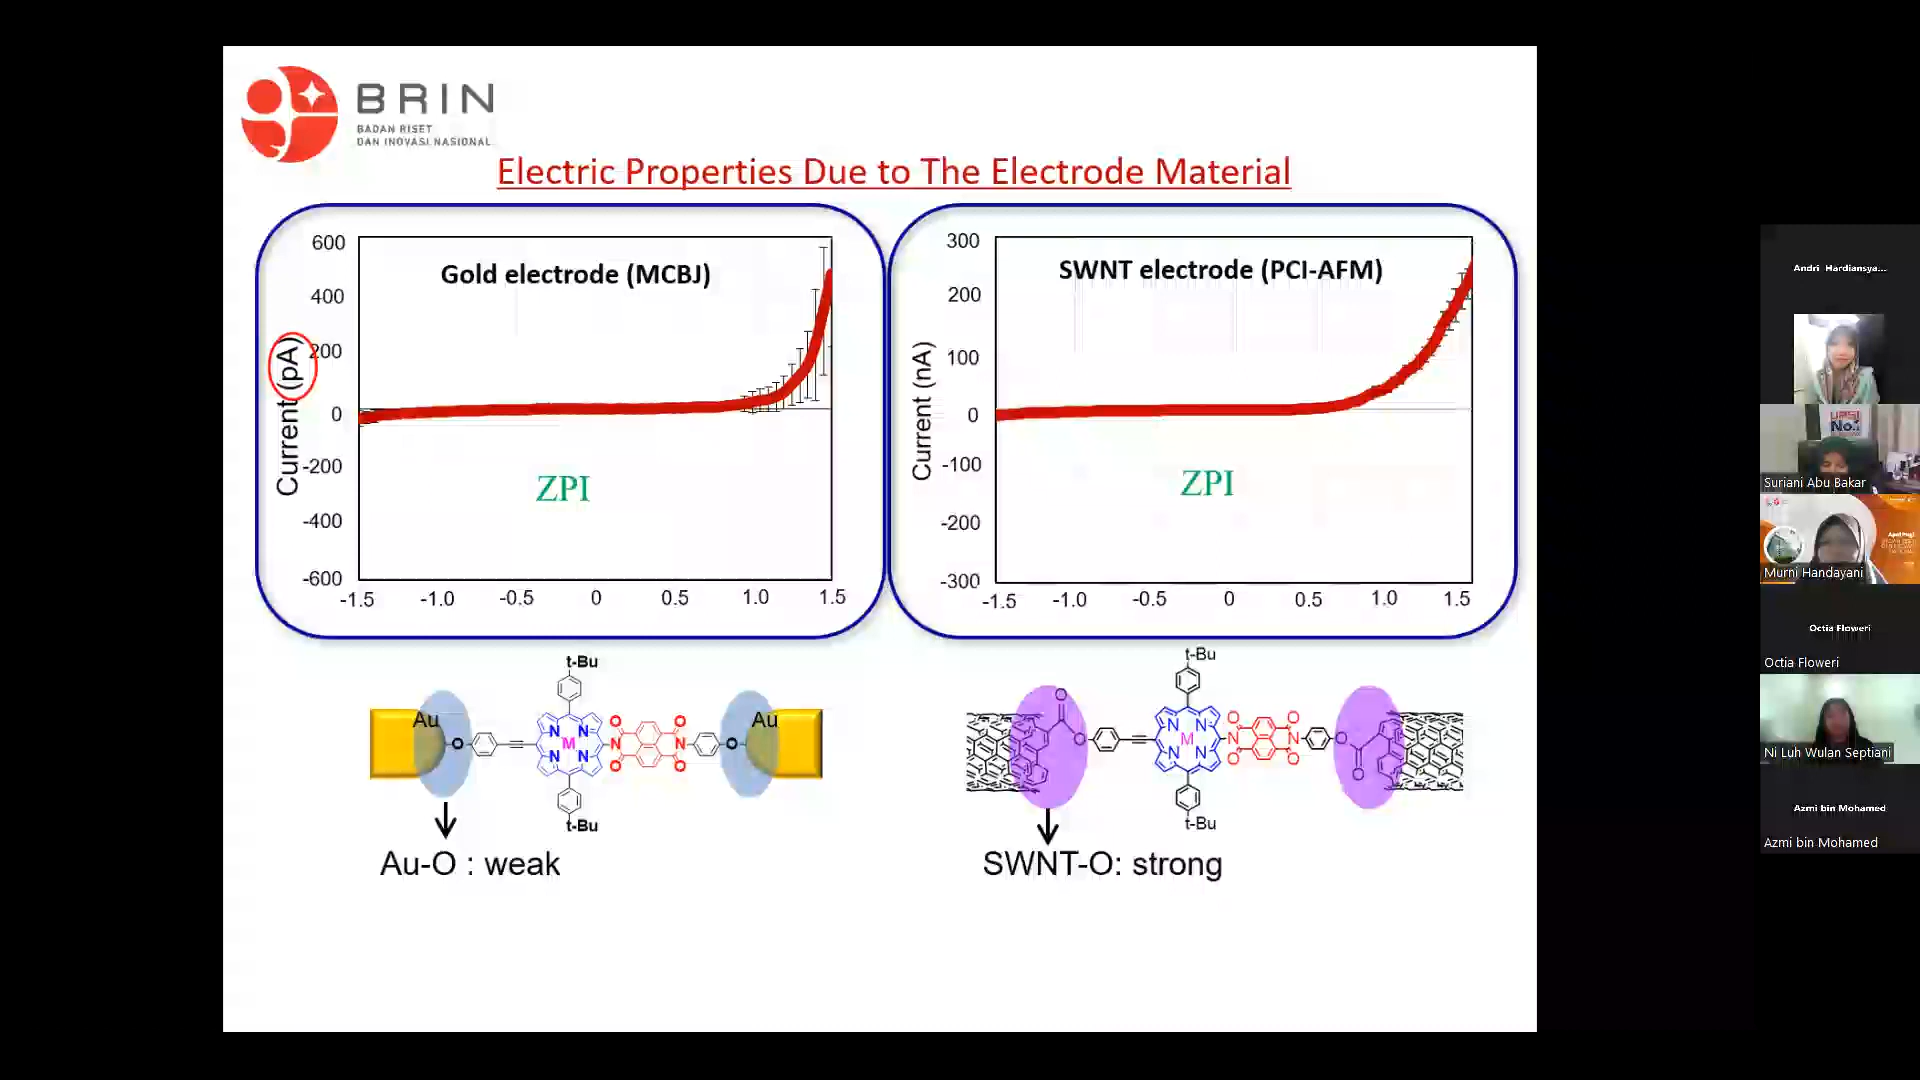 BRIN
BADAN RISET
DAN INOVASI NASIONAL
Electric Properties Due to The Electrode Material
Gold electrode (MCBJ)
Current (pA)
600
400
200
0
-200
-400
-600
ZPI
-1.5 -1.0 -0.5 0 0.5 1.0 1.5
SWNT electrode (PCI-AFM)
Current (nA)
300
200
100
0
-100
-200
-300
ZPI
-1.5 -1.0 -0.5 0 0.5 1.0 1.5
t-Bu
Au
O
N N
M
N N
N
O O
O O
N
O
Au
t-Bu
Au-O : weak
t-Bu
O
O
N N
M
N N
N
O O
O O
N
O
O
t-Bu
SWNT-O: strong
Andri Hardiansya...
UPSI
No.
Suriani Abu Bakar
Murni Handayani
Octia Floweri
Octia Floweri
Ni Luh Wulan Septiani
Azmi bin Mohamed
Azmi bin Mohamed